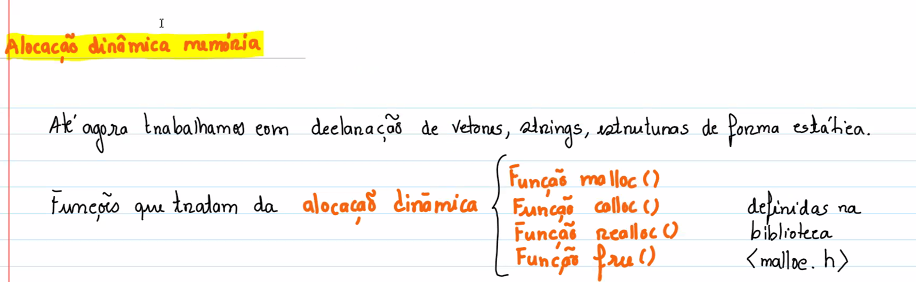 Alocação dinâmica memória
Até agora trabalhamos com declaração de vetores, strings, estruturas de forma estática.
Funções que tratam da alocação dinâmica
Função malloc()
Função calloc()
Função realloc()
Função free()
definidas na
biblioteca
<malloc.h>